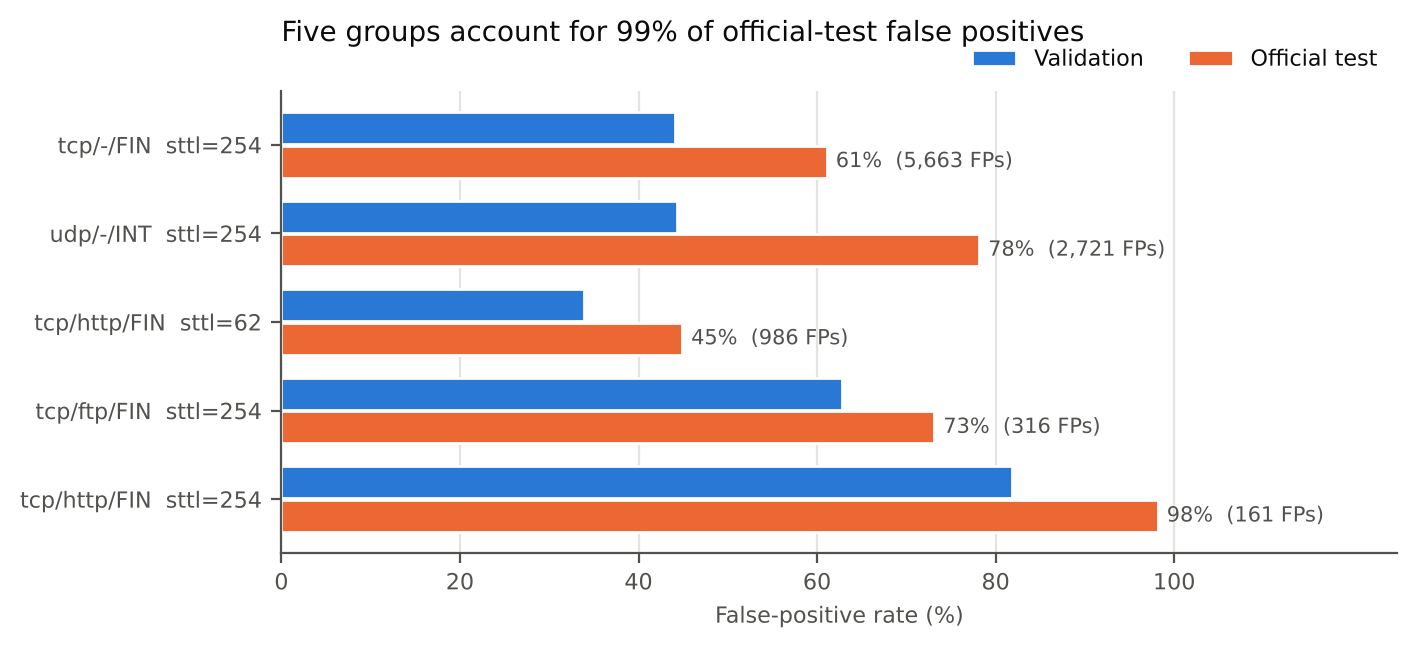 Five groups account for 99% of official-test false positives
Validation
Official test
tcp/-/FIN  sttl=254
61%  (5,663 FPs)
udp/-/INT  sttl=254
78%  (2,721 FPs)
tcp/http/FIN  sttl=62
45%  (986 FPs)
tcp/ftp/FIN  sttl=254
73%  (316 FPs)
tcp/http/FIN  sttl=254
98%  (161 FPs)
0 20 40 60 80 100
False-positive rate (%)